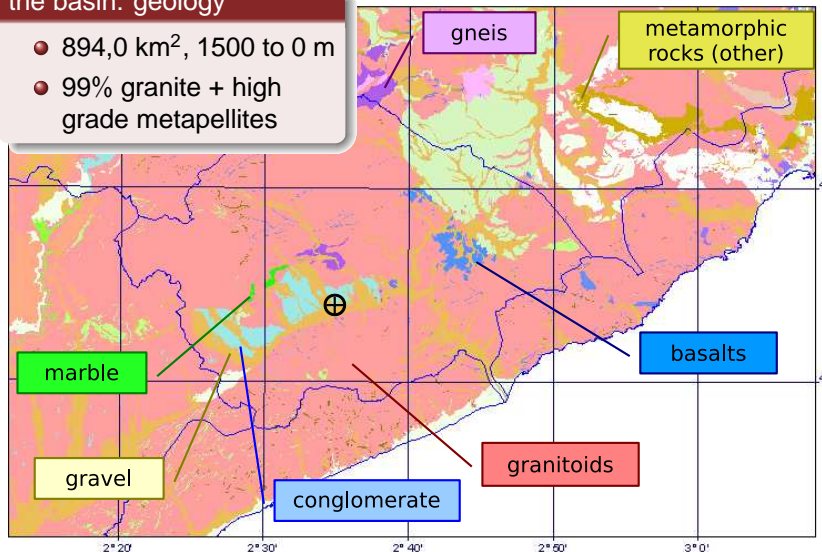 the basin: geology
894,0 km², 1500 to 0 m
99% granite + high
grade metapellites
gneis
metamorphic
rocks (other)
marble
basalts
gravel
granitoids
conglomerate
2° 20'
2° 30'
2° 40'
2° 50'
3° 0'